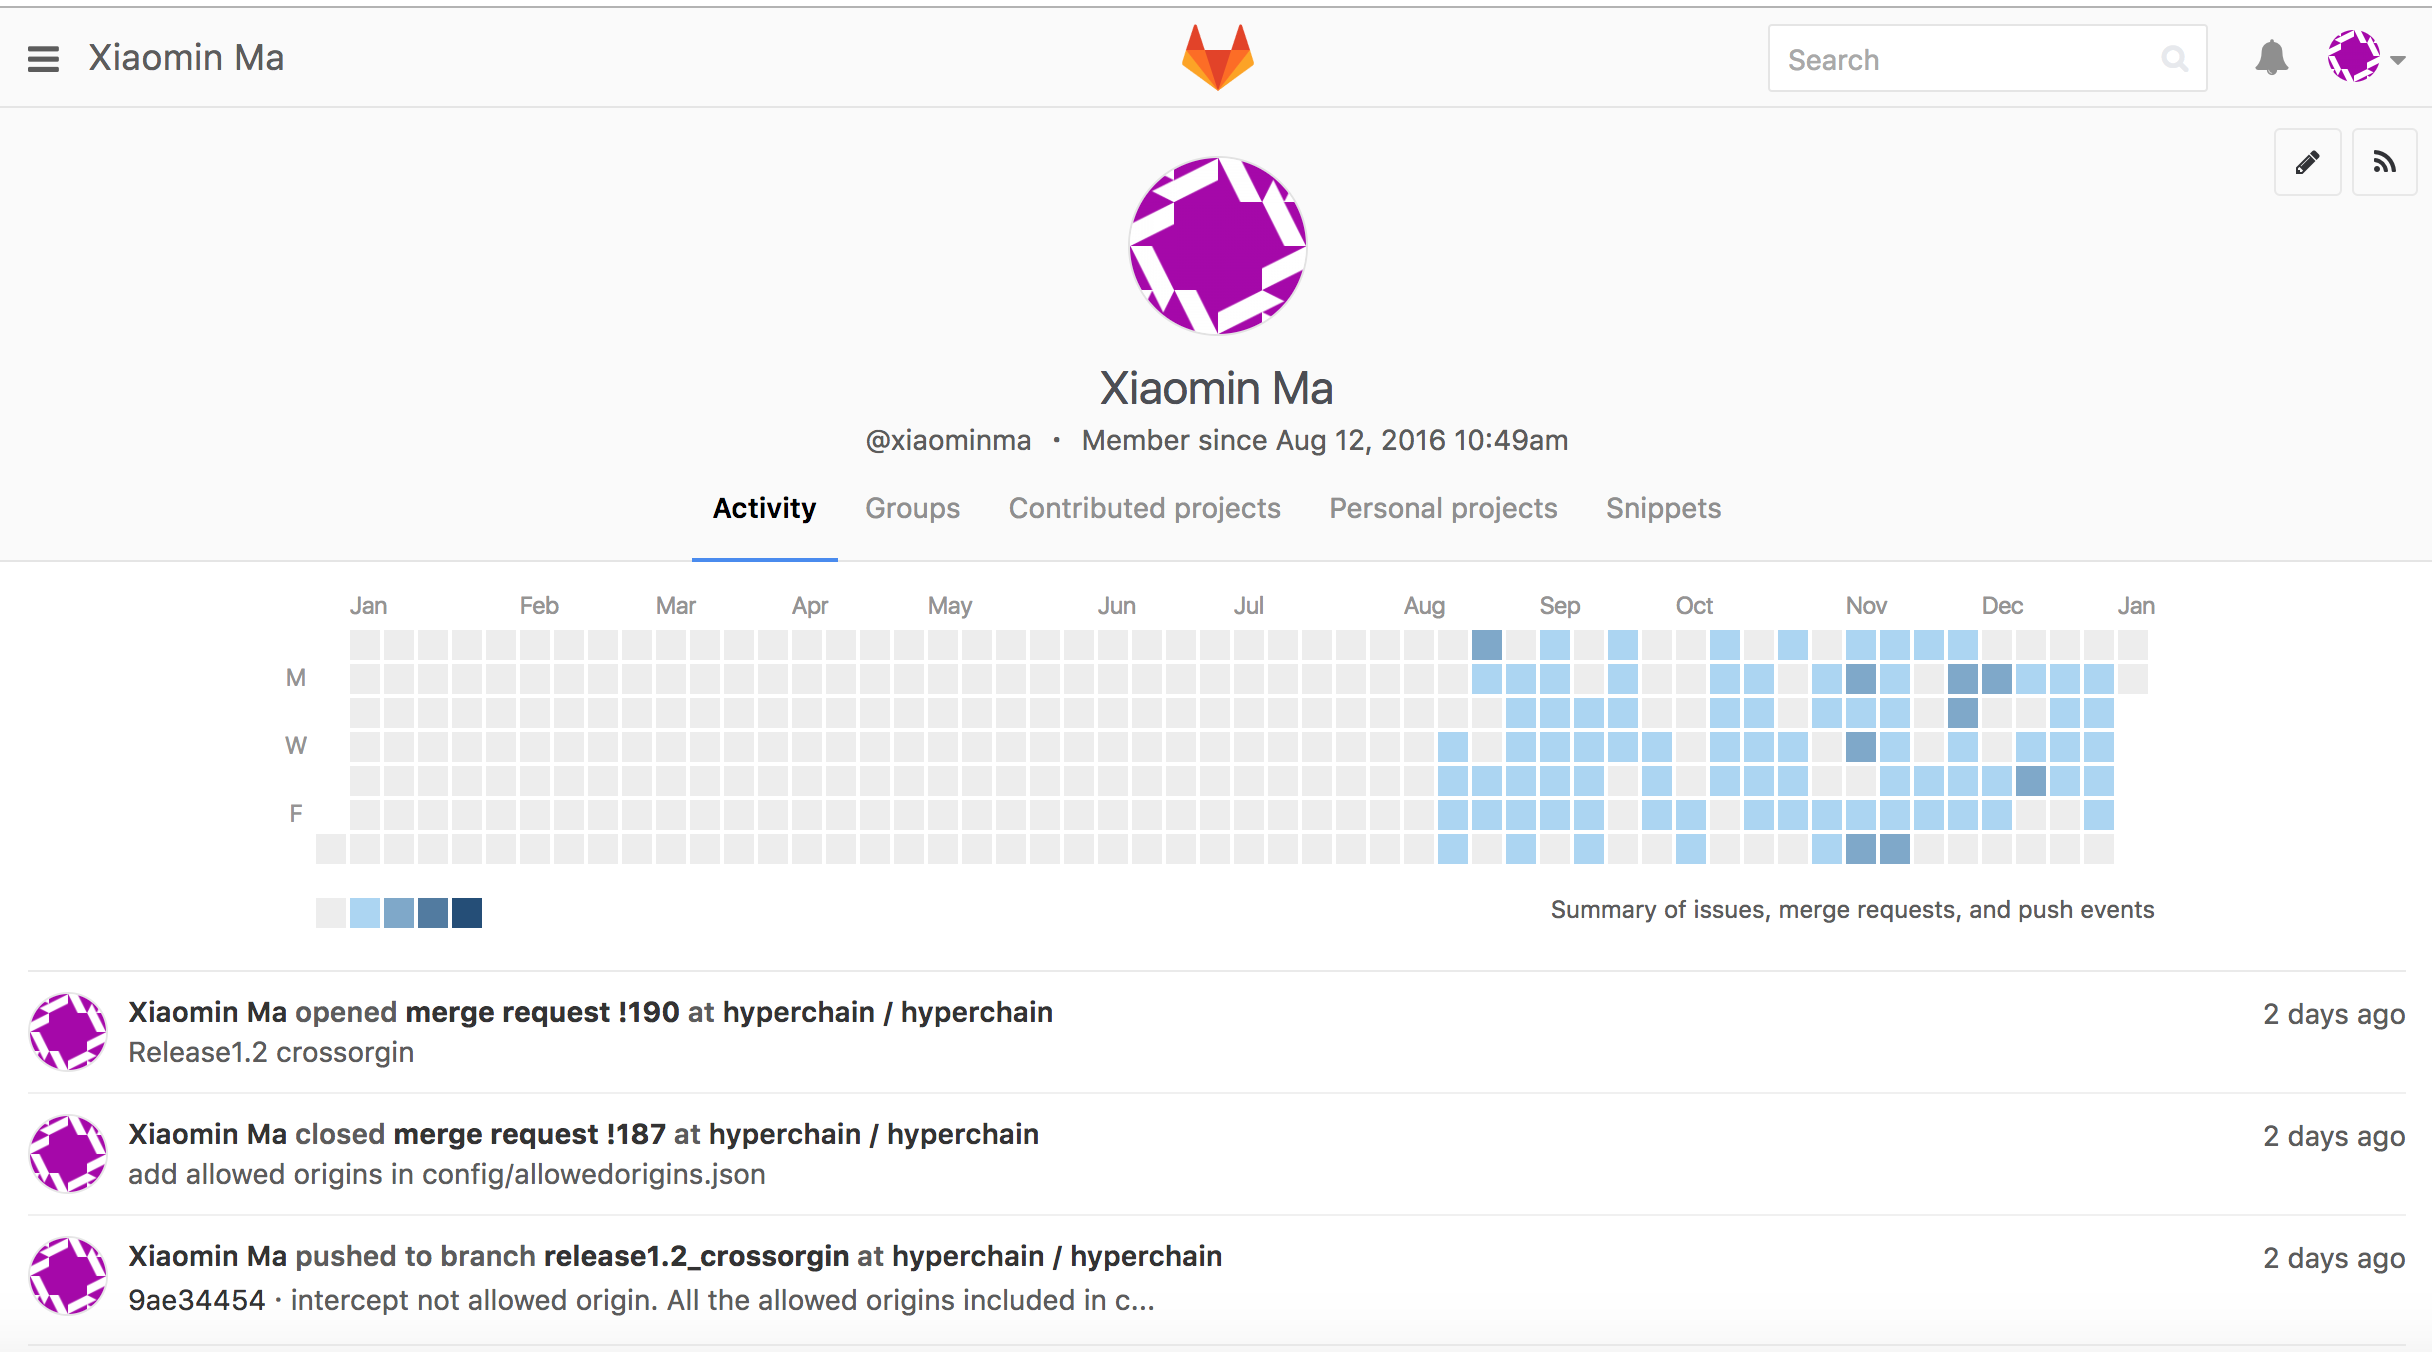 Xiaomin Ma
Search
Xiaomin Ma
@xiaominma · Member since Aug 12, 2016 10:49am
Activity Groups Contributed projects Personal projects Snippets
Jan Feb Mar Apr May Jun Jul Aug Sep Oct Nov Dec Jan
M
W
F
Summary of issues, merge requests, and push events
Xiaomin Ma opened merge request !190 at hyperchain / hyperchain 2 days ago
Release1.2 crossorgin
Xiaomin Ma closed merge request !187 at hyperchain / hyperchain 2 days ago
add allowed origins in config/allowedorigins.json
Xiaomin Ma pushed to branch release1.2_crossorgin at hyperchain / hyperchain 2 days ago
9ae34454 · intercept not allowed origin. All the allowed origins included in c...